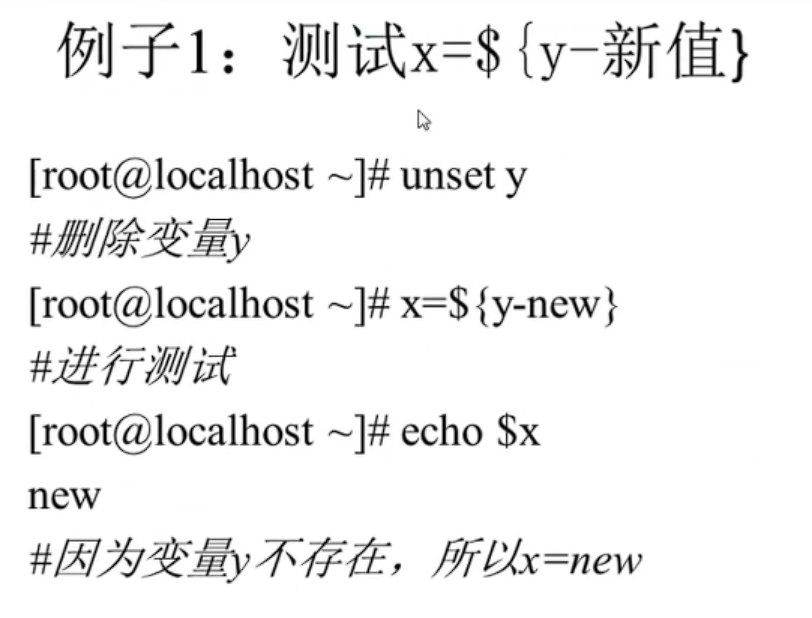 例子1：测试x=${y-新值}
[root@localhost ~]# unset y
#删除变量y
[root@localhost ~]# x=${y-new}
#进行测试
[root@localhost ~]# echo $x
new
#因为变量y不存在，所以x=new